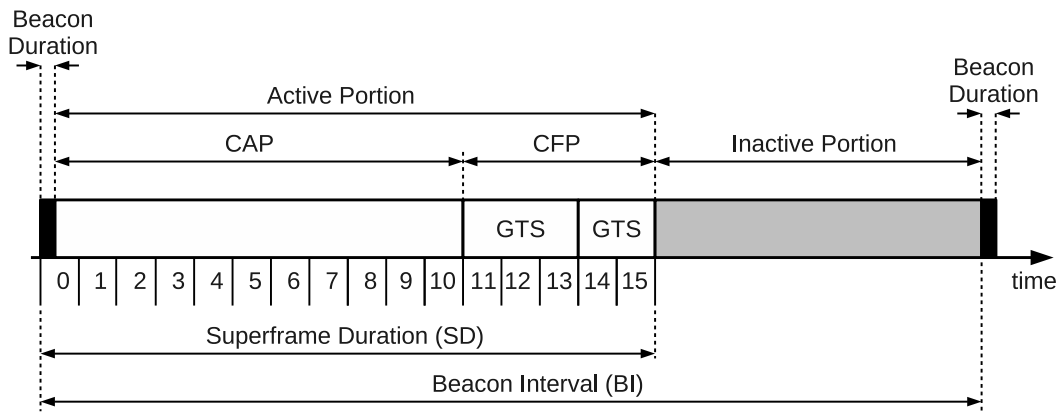 Beacon
Duration
Beacon
Duration
Active Portion
CAP
CFP
Inactive Portion
GTS
GTS
0 1 2 3 4 5 6 7 8 9 10 11 12 13 14 15
time
Superframe Duration (SD)
Beacon Interval (BI)